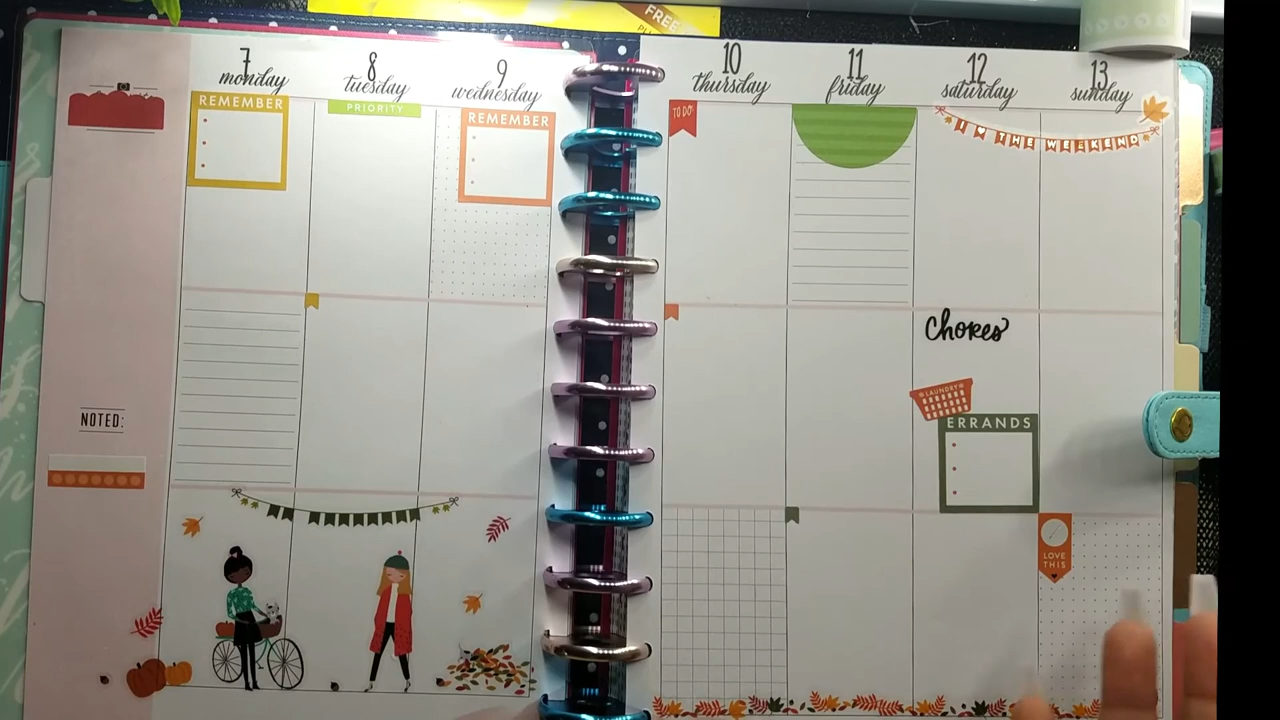 FREE
7 8 9 10 11 12 13
monday tuesday wednesday thursday friday saturday sunday
REMEMBER
PRIORITY
REMEMBER
TO DO
I ♥ THE WEEKEND
Chores
LAUNDRY
ERRANDS
NOTED:
LOVE
THIS